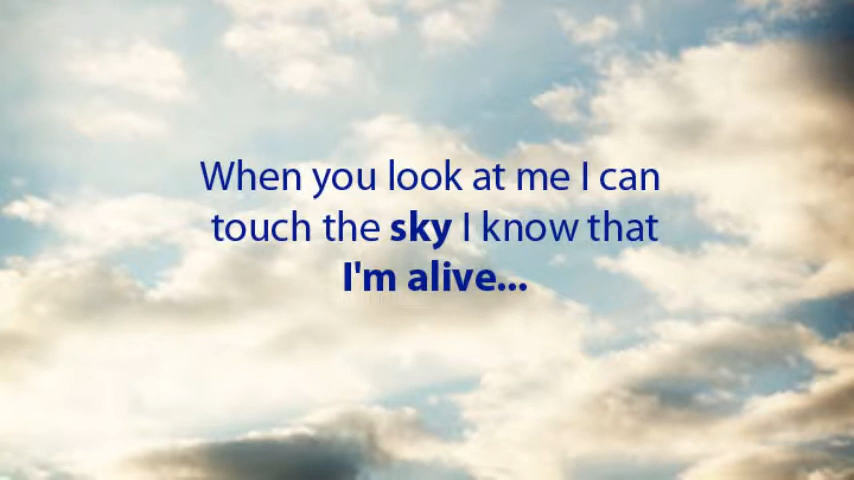 When you look at me I can
touch the sky I know that
I'm alive...